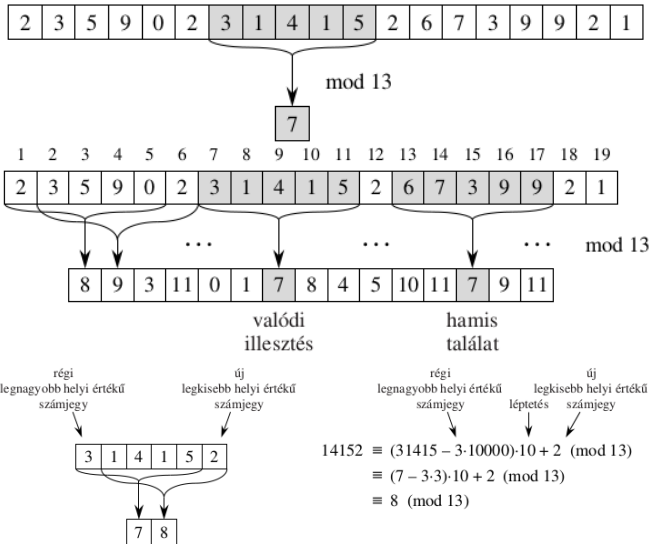 2 3 5 9 0 2 3 1 4 1 5 2 6 7 3 9 9 2 1
mod 13
7
1 2 3 4 5 6 7 8 9 10 11 12 13 14 15 16 17 18 19
2 3 5 9 0 2 3 1 4 1 5 2 6 7 3 9 9 2 1
... ... ... mod 13
8 9 3 11 0 1 7 8 4 5 10 11 7 9 11
valódi
illesztés
hamis
találat
régi
legnagyobb helyi értékű
számjegy
új
legkisebb helyi értékű
számjegy
3 1 4 1 5 2
7 8
régi
legnagyobb helyi értékű
számjegy
léptetés
új
legkisebb helyi értékű
számjegy
14152 ≡ (31415 – 3·10000)·10 + 2 (mod 13)
≡ (7 – 3·3)·10 + 2 (mod 13)
≡ 8 (mod 13)